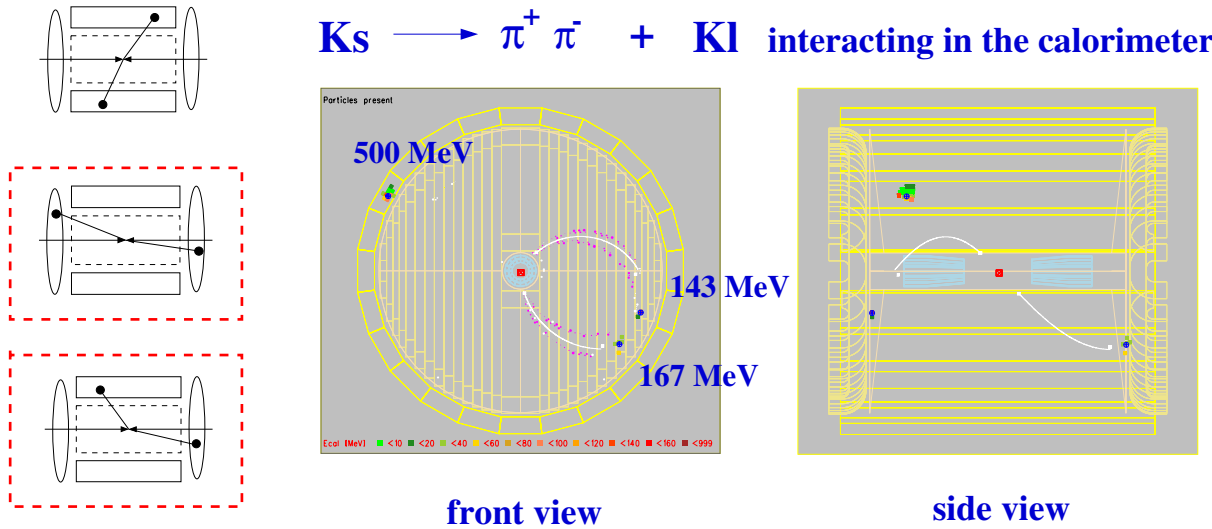 Ks → π+ π- + Kl interacting in the calorimeter
Particles present
500 MeV
143 MeV
167 MeV
Ecal [MeV] <10 <20 <40 <60 <80 <100 <120 <140 <160 <999
front view
side view